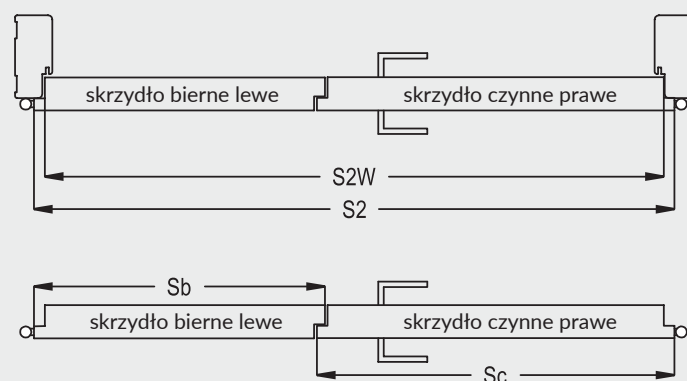 skrzydło bierne lewe
skrzydło czynne prawe
S2W
S2
Sb
skrzydło bierne lewe
skrzydło czynne prawe
Sc